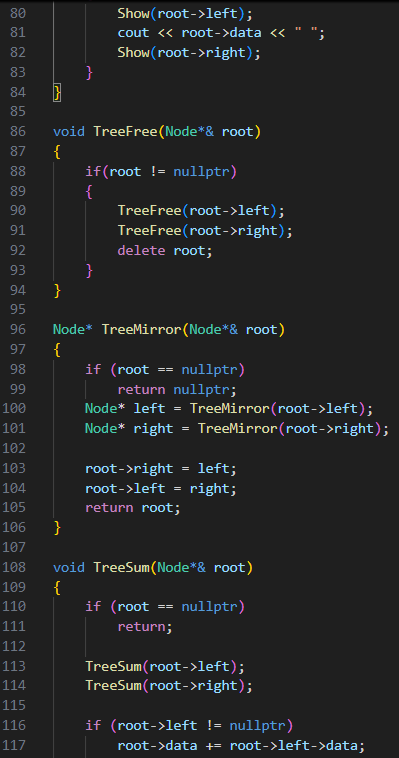 80 Show(root->left);
81 cout << root->data << " ";
82 Show(root->right);
83 }
84 }
85
86 void TreeFree(Node*& root)
87 {
88 if(root != nullptr)
89 {
90 TreeFree(root->left);
91 TreeFree(root->right);
92 delete root;
93 }
94 }
95
96 Node* TreeMirror(Node*& root)
97 {
98 if (root == nullptr)
99 return nullptr;
100 Node* left = TreeMirror(root->left);
101 Node* right = TreeMirror(root->right);
102
103 root->right = left;
104 root->left = right;
105 return root;
106 }
107
108 void TreeSum(Node*& root)
109 {
110 if (root == nullptr)
111 return;
112
113 TreeSum(root->left);
114 TreeSum(root->right);
115
116 if (root->left != nullptr)
117 root->data += root->left->data;